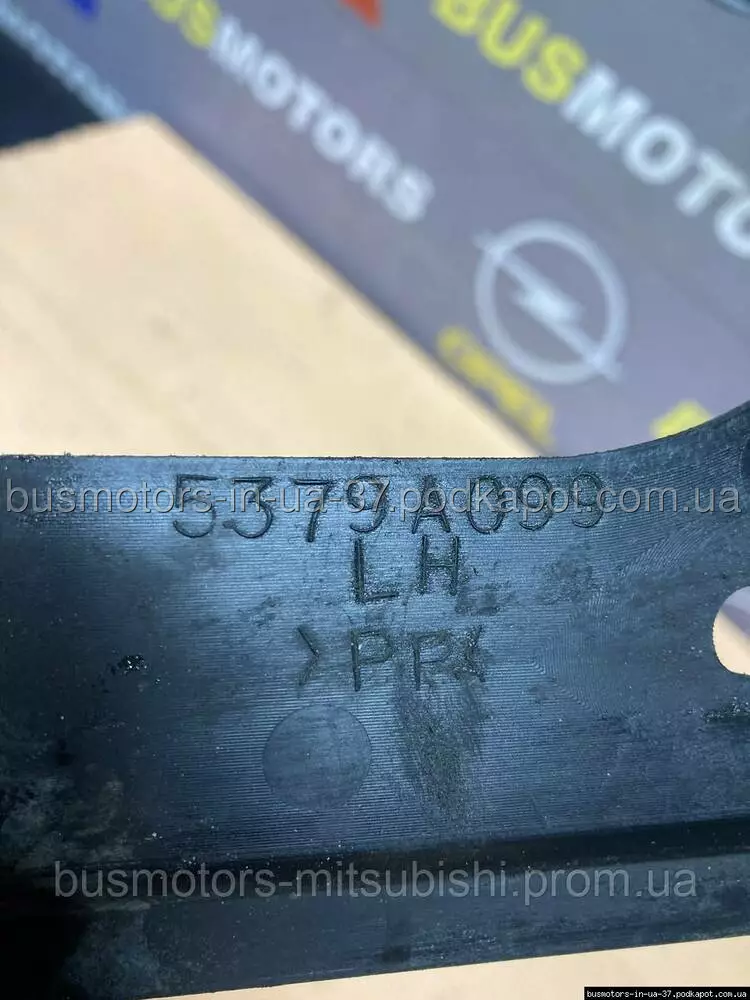 BUSMOTORS
BUSMOTO
busmotors-in-ua-37.podkapot.com.ua
5379A099
LH
>PP<
busmotors-mitsubishi.prom.ua
busmotors-in-ua-37.podkapot.com.ua